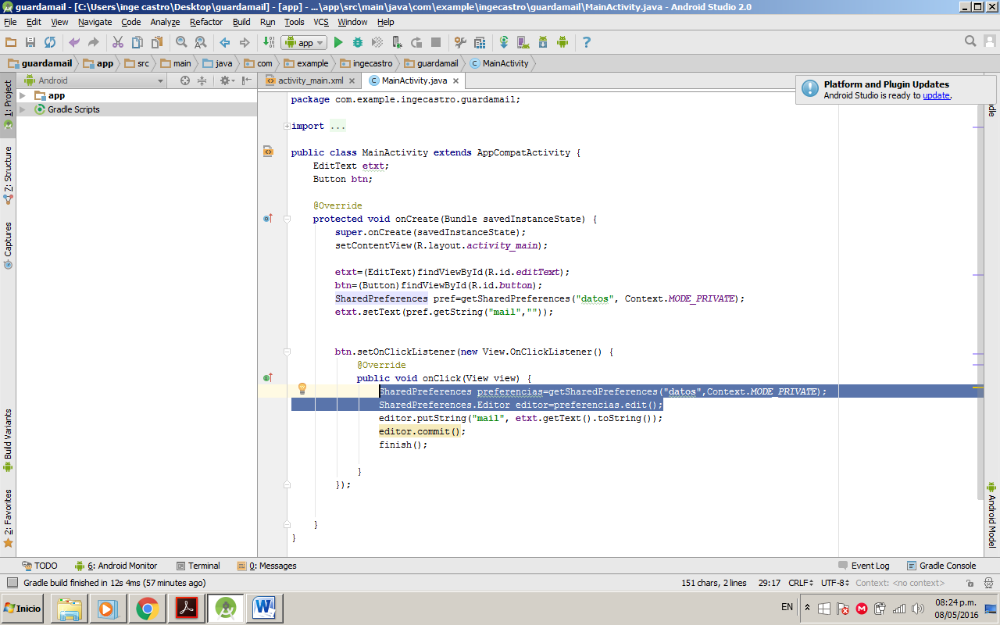 guardamail - [C:\Users\inge castro\Desktop\guardamail] - [app] - ...\app\src\main\java\com\example\ingecastro\guardamail\MainActivity.java - Android Studio 2.0
File Edit View Navigate Code Analyze Refactor Build Run Tools VCS Window Help
app
guardamail app src main java com example ingecastro guardamail MainActivity
Android
activity_main.xml MainActivity.java
Platform and Plugin Updates
Android Studio is ready to update.
1: Project
Z: Structure
Captures
Build Variants
2: Favorites
app
Gradle Scripts
package com.example.ingecastro.guardamail;
import ...
public class MainActivity extends AppCompatActivity {
EditText etxt;
Button btn;
@Override
protected void onCreate(Bundle savedInstanceState) {
super.onCreate(savedInstanceState);
setContentView(R.layout.activity_main);
etxt=(EditText)findViewById(R.id.editText);
btn=(Button)findViewById(R.id.button);
SharedPreferences pref=getSharedPreferences("datos", Context.MODE_PRIVATE);
etxt.setText(pref.getString("mail",""));
btn.setOnClickListener(new View.OnClickListener() {
@Override
public void onClick(View view) {
SharedPreferences preferencias=getSharedPreferences("datos",Context.MODE_PRIVATE);
SharedPreferences.Editor editor=preferencias.edit();
editor.putString("mail", etxt.getText().toString());
editor.commit();
finish();
}
});
}
}
Android Model
TODO 6: Android Monitor Terminal 0: Messages Event Log Gradle Console
Gradle build finished in 12s 4ms (57 minutes ago) 151 chars, 2 lines 29:17 CRLF UTF-8 Context: <no context>
Inicio EN 08:24 p.m.
08/05/2016